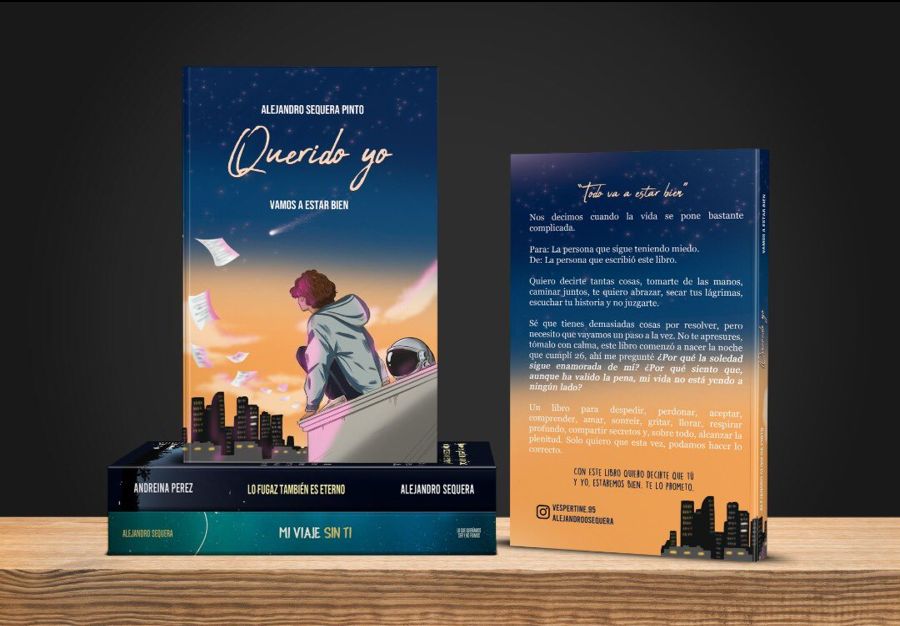 ALEJANDRO SEQUERA PINTO
Querido yo
VAMOS A ESTAR BIEN
ANDREINA PEREZ
LO FUGAZ TAMBIÉN ES ETERNO
ALEJANDRO SEQUERA
ALEJANDRO SEQUERA
MI VIAJE SIN TI
"Todo va a estar bien"
Nos decimos cuando la vida se pone bastante
complicada.
Para: La persona que sigue teniendo miedo.
De: La persona que escribió este libro.
Quiero decirte tantas cosas, tomarte de las manos,
caminar juntos, te quiero abrazar, secar tus lágrimas,
escuchar tu historia y no juzgarte.
Sé que tienes demasiadas cosas por resolver, pero
necesito que vayamos un paso a la vez. No te apresures,
tómalo con calma, este libro comenzó a nacer la noche
que cumplí 26, ahí me pregunté ¿Por qué la soledad
sigue enamorada de mí? ¿Por qué siento que,
aunque ha valido la pena, mi vida no está yendo a
ningún lado?
Un libro para despedir, perdonar, aceptar,
comprender, amar, sonreír, gritar, llorar, respirar
profundo, compartir secretos y, sobre todo, alcanzar la
plenitud. Solo quiero que esta vez, podamos hacer lo
correcto.
CON ESTE LIBRO QUIERO DECIRTE QUE TÚ
Y YO, ESTAREMOS BIEN. TE LO PROMETO.
VESPERTINE.95
ALEJANDROOSEQUERA
VAMOS A ESTAR BIEN
Querido yo